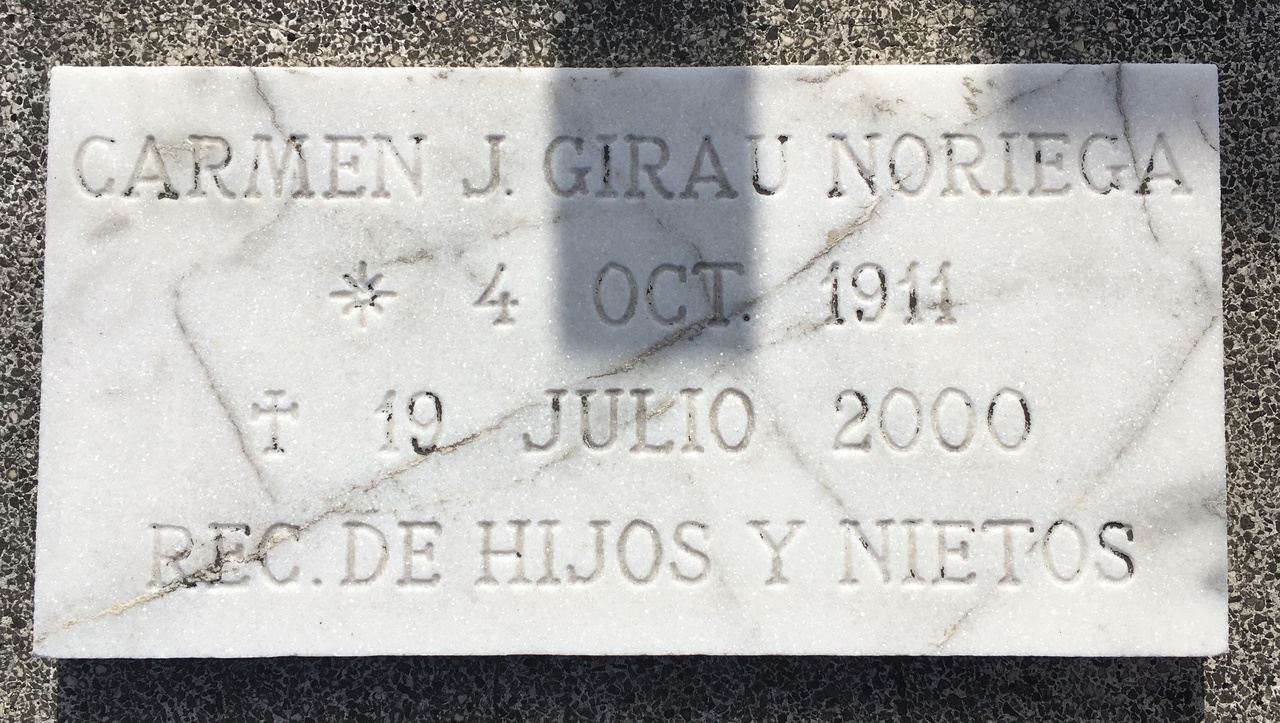 CARMEN J. GIRAU NORIEGA
* 4 OCT. 1911
† 19 JULIO 2000
REC. DE HIJOS Y NIETOS